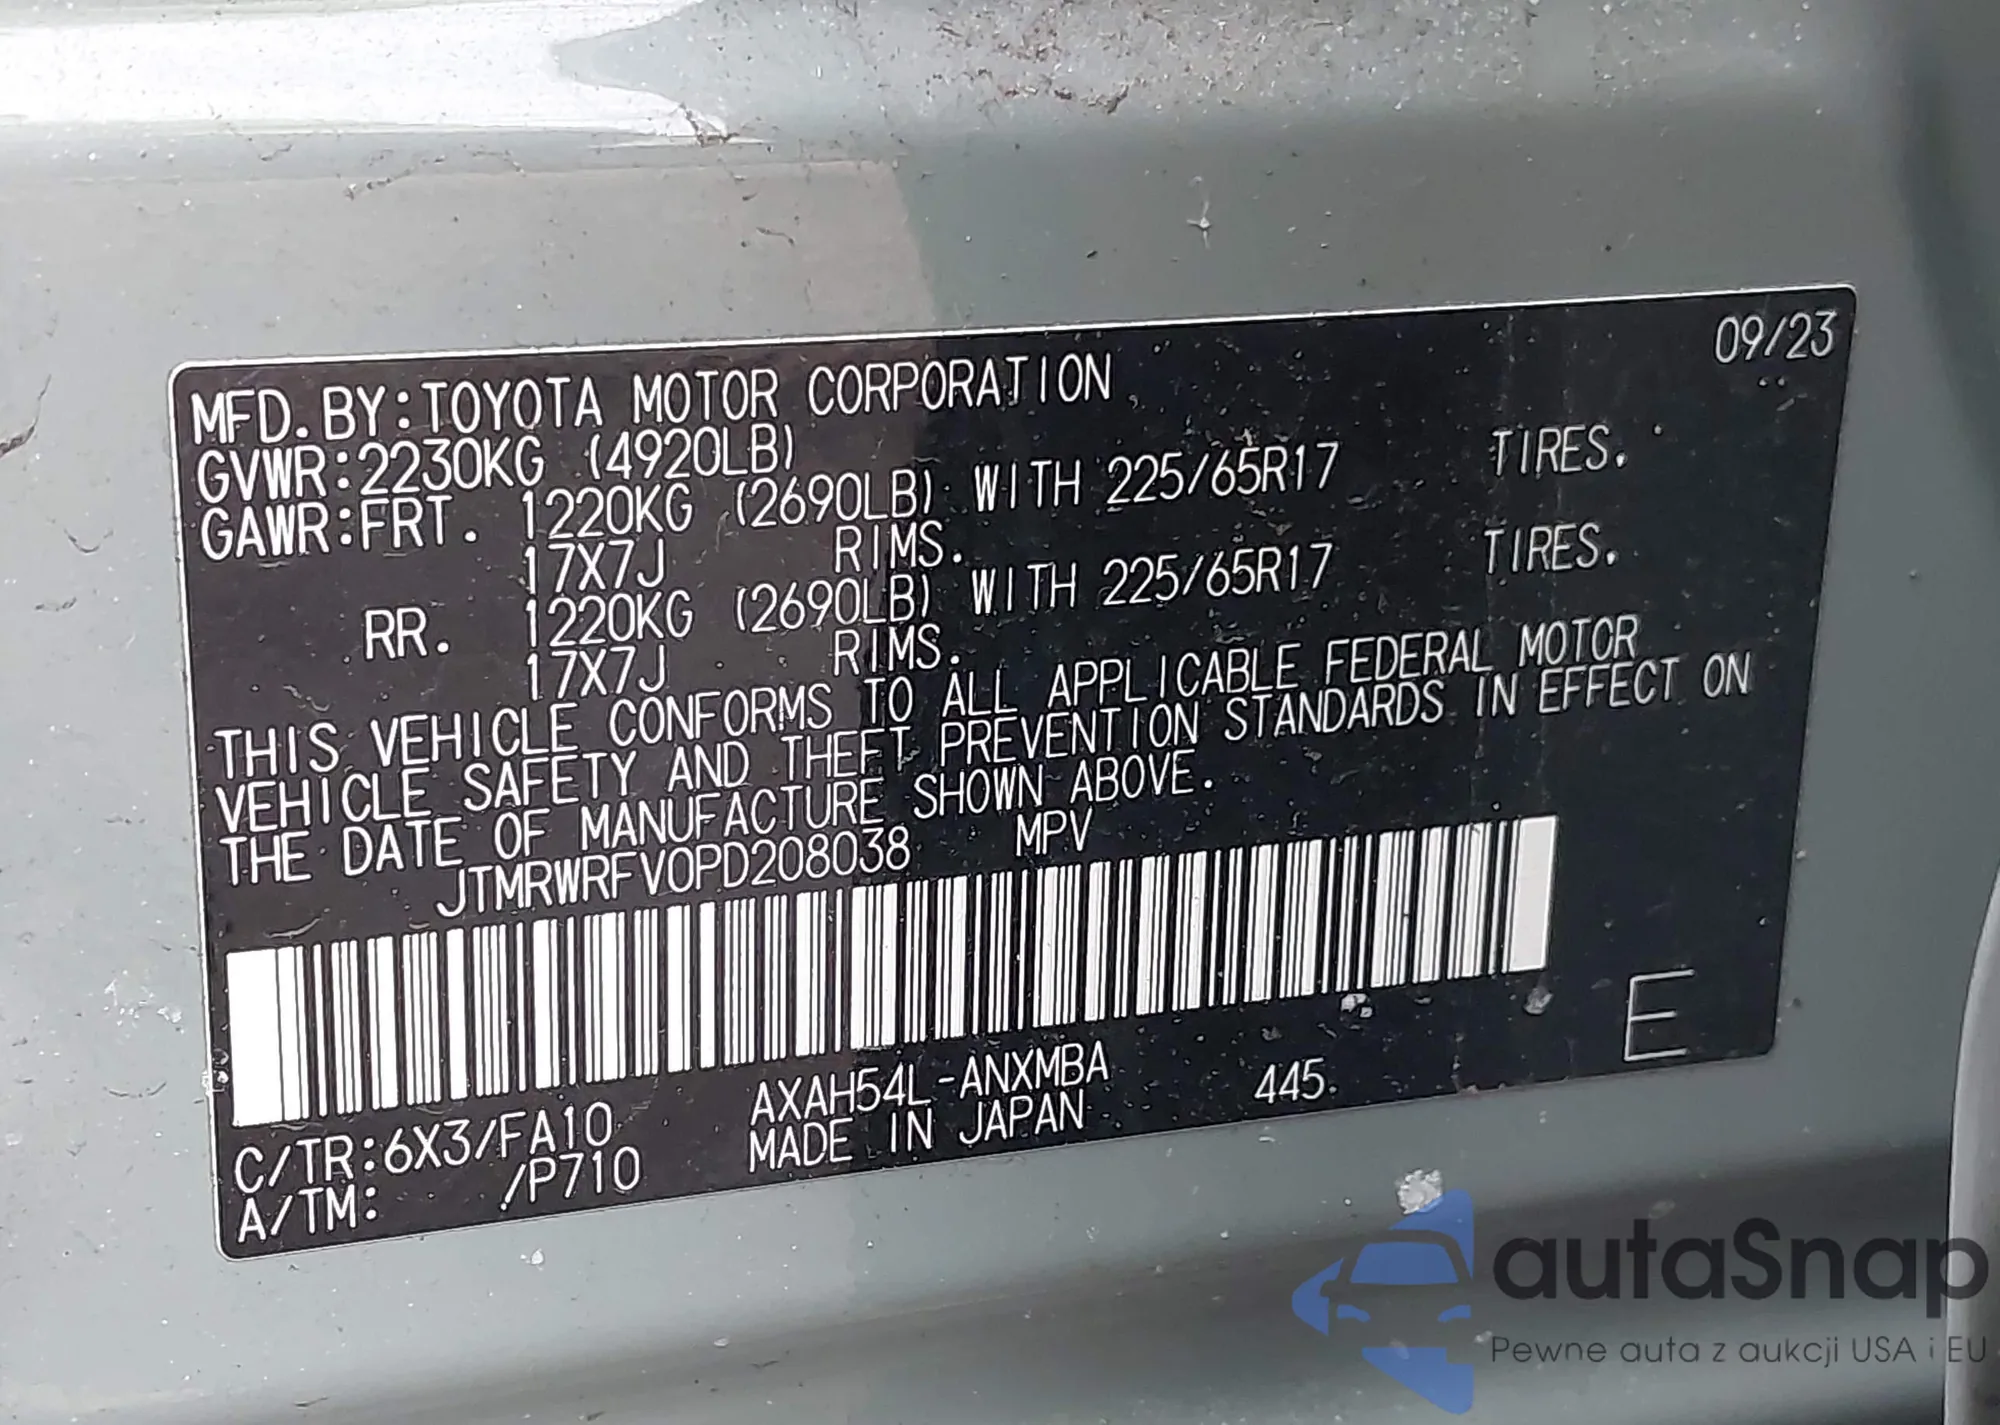 09/23
MFD. BY:TOYOTA MOTOR CORPORATION
GVWR:2230KG (4920LB)
GAWR:FRT. 1220KG (2690LB) WITH 225/65R17 TIRES.
17X7J RIMS.
RR. 1220KG (2690LB) WITH 225/65R17 TIRES.
17X7J RIMS.
THIS VEHICLE CONFORMS TO ALL APPLICABLE FEDERAL MOTOR
VEHICLE SAFETY AND THEFT PREVENTION STANDARDS IN EFFECT ON
THE DATE OF MANUFACTURE SHOWN ABOVE.
JTMRWRFV0PD208038 MPV
E
C/TR:6X3/FA10 AXAH54L-ANXMBA 445
A/TM: /P710 MADE IN JAPAN
autaSnap
Pewne auta z aukcji USA i EU